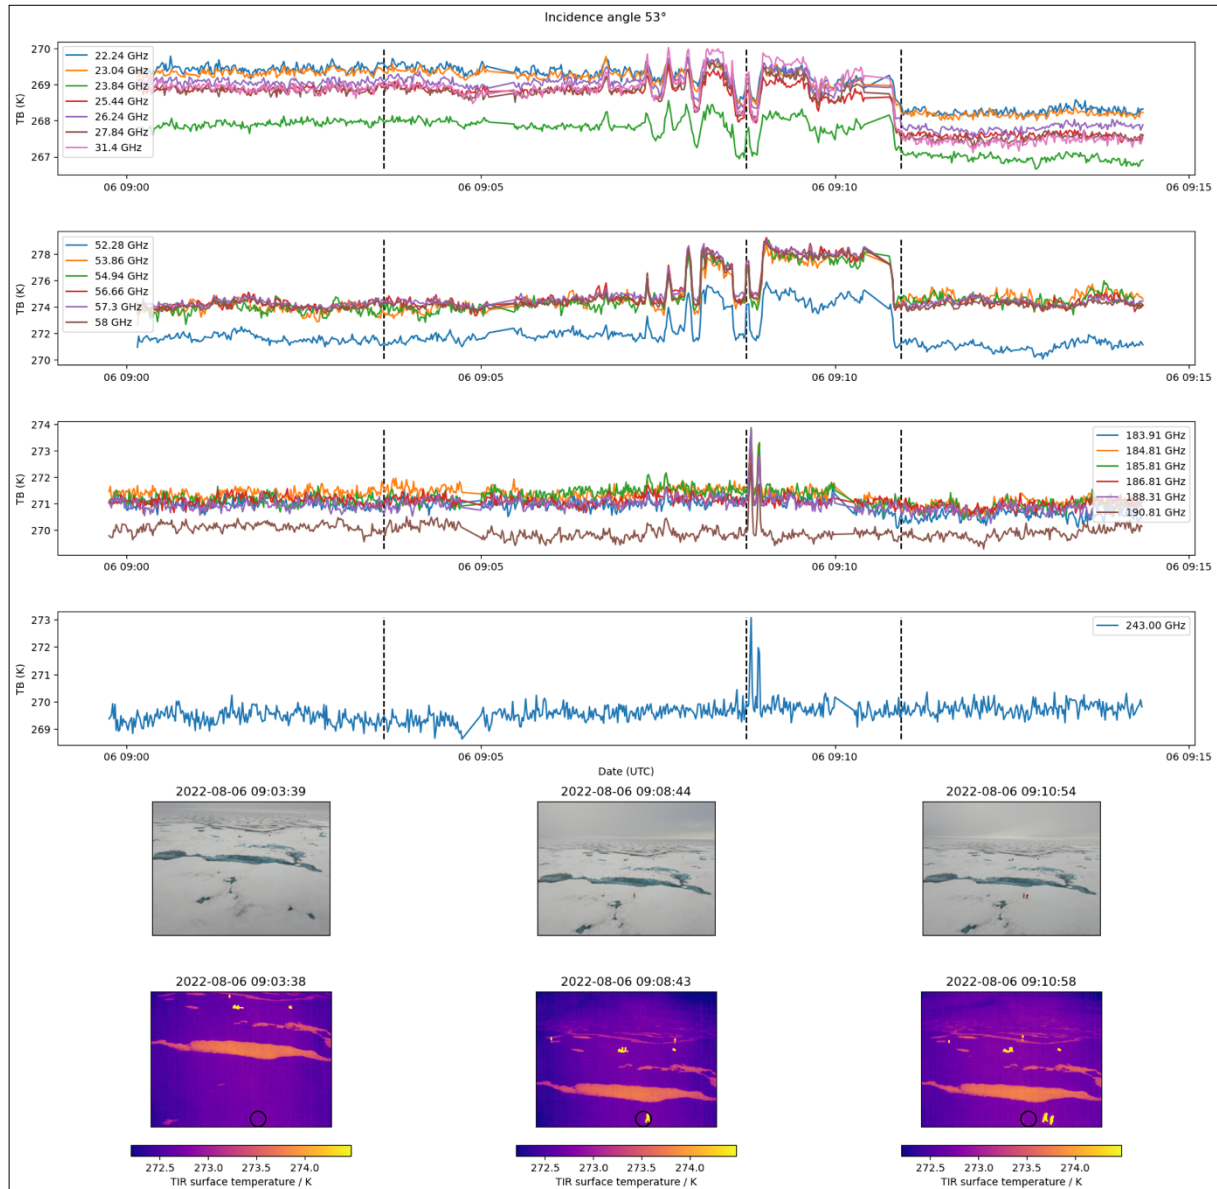 Incidence angle 53°
270
269
268
267
TB (K)
22.24 GHz
23.04 GHz
23.84 GHz
25.44 GHz
26.24 GHz
27.84 GHz
31.4 GHz
06 09:00 06 09:05 06 09:10 06 09:15
278
276
274
272
270
TB (K)
52.28 GHz
53.86 GHz
54.94 GHz
56.66 GHz
57.3 GHz
58 GHz
06 09:00 06 09:05 06 09:10 06 09:15
274
273
272
271
270
TB (K)
183.91 GHz
184.81 GHz
185.81 GHz
186.81 GHz
188.31 GHz
190.81 GHz
06 09:00 06 09:05 06 09:10 06 09:15
273
272
271
270
269
TB (K)
243.00 GHz
06 09:00 06 09:05 06 09:10 06 09:15
Date (UTC)
2022-08-06 09:03:39 2022-08-06 09:08:44 2022-08-06 09:10:54
2022-08-06 09:03:38 2022-08-06 09:08:43 2022-08-06 09:10:58
272.5 273.0 273.5 274.0 272.5 273.0 273.5 274.0 272.5 273.0 273.5 274.0
TIR surface temperature / K TIR surface temperature / K TIR surface temperature / K